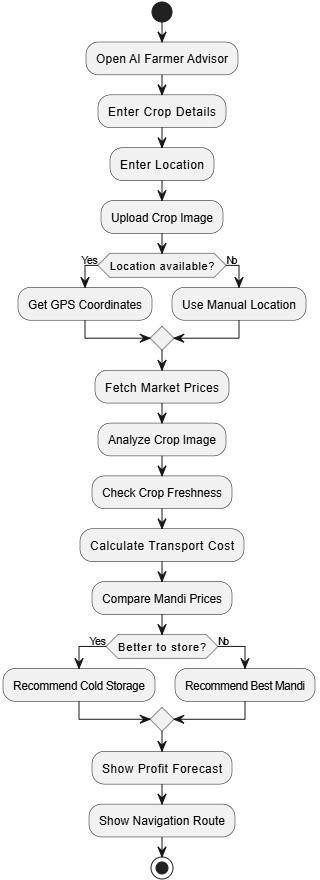 Open AI Farmer Advisor
Enter Crop Details
Enter Location
Upload Crop Image
Yes
Location available?
No
Get GPS Coordinates
Use Manual Location
Fetch Market Prices
Analyze Crop Image
Check Crop Freshness
Calculate Transport Cost
Compare Mandi Prices
Yes
Better to store?
No
Recommend Cold Storage
Recommend Best Mandi
Show Profit Forecast
Show Navigation Route